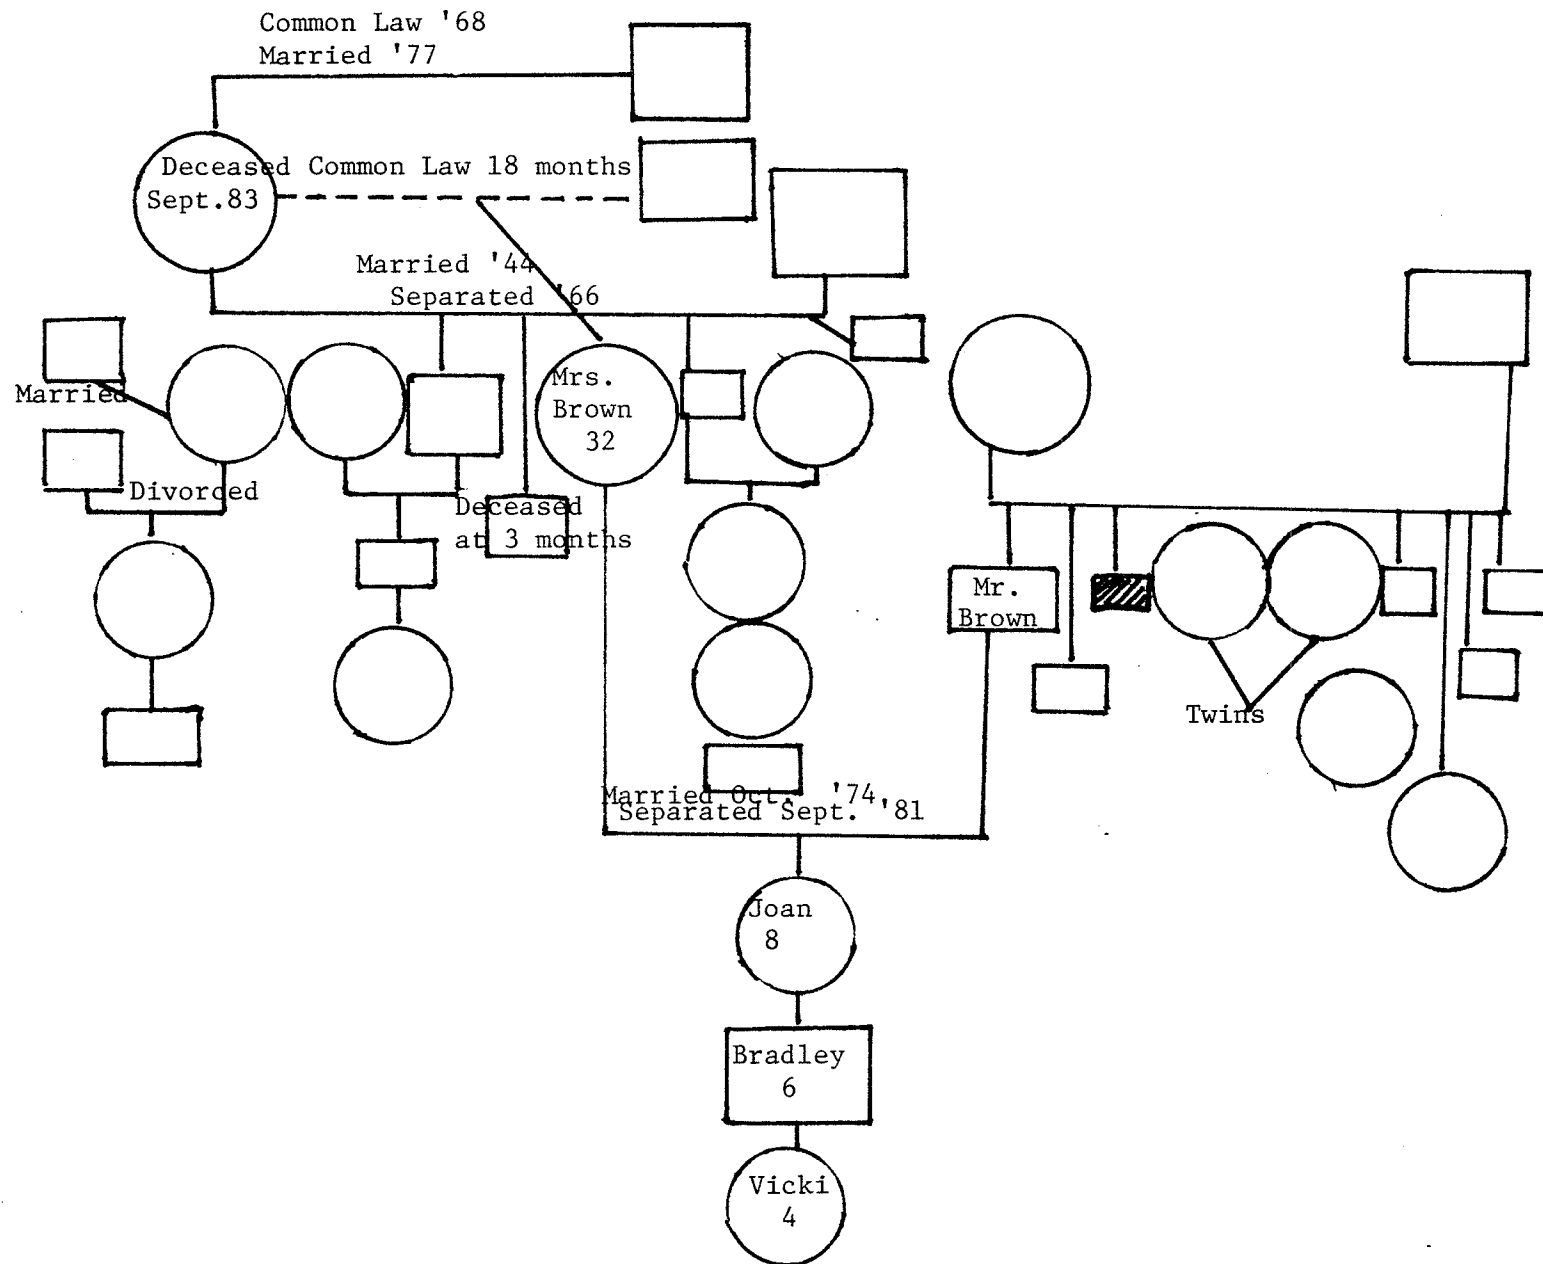 Common Law '68
Married '77
Deceased Common Law 18 months
Sept.83
Married '44
Separated '66
Married
Mrs.
Brown
32
Divorced
Deceased
at 3 months
Mr.
Brown
Twins
Married Oct. '74,
Separated Sept. '81
Joan
8
Bradley
6
Vicki
4